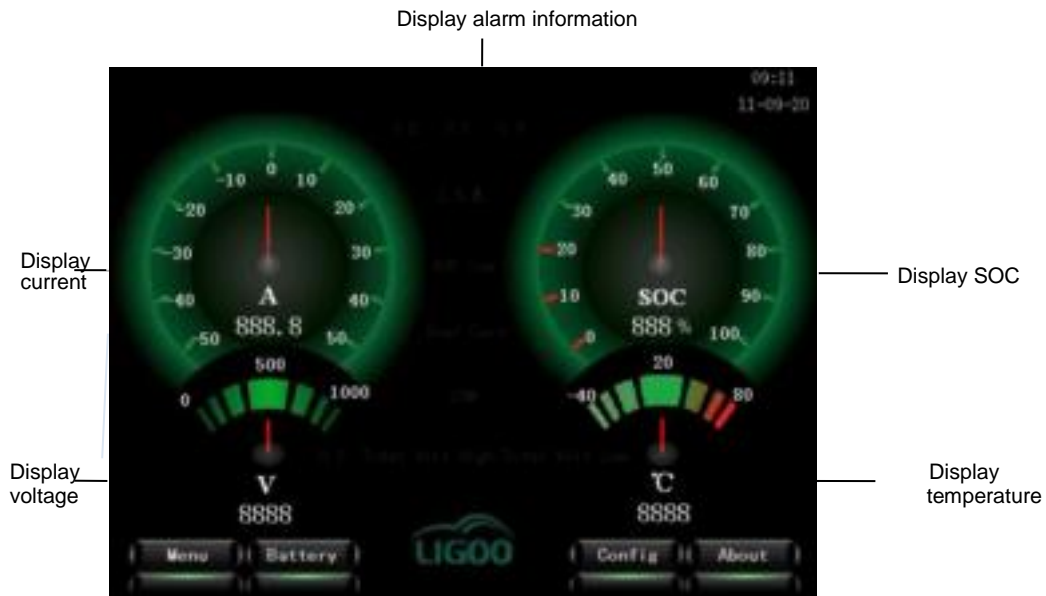 Display alarm information
09:11
11-09-20
-10 0 10
-20 20
-30 30
-40 40
-50 50
A
888.8
40 50 60
30 70
20 80
10 90
0 100
SOC
888 %
Display
current
Display SOC
0 500 1000
V
8888
-40 20 80
℃
8888
Display
voltage
Display
temperature
Menu Battery LIGOO Config About